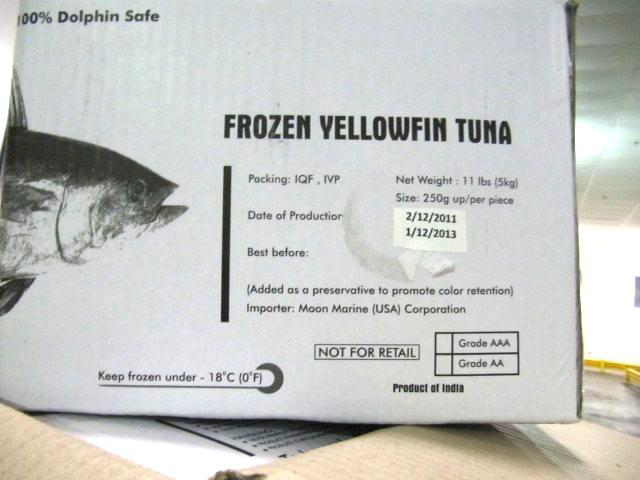 100% Dolphin Safe
FROZEN YELLOWFIN TUNA
Packing: IQF , IVP
Net Weight : 11 lbs (5kg)
Size: 250g up/per piece
Date of Production
2/12/2011
1/12/2013
Best before:
(Added as a preservative to promote color retention)
Importer: Moon Marine (USA) Corporation
NOT FOR RETAIL
Grade AAA
Grade AA
Keep frozen under - 18°C (0°F)
Product of India